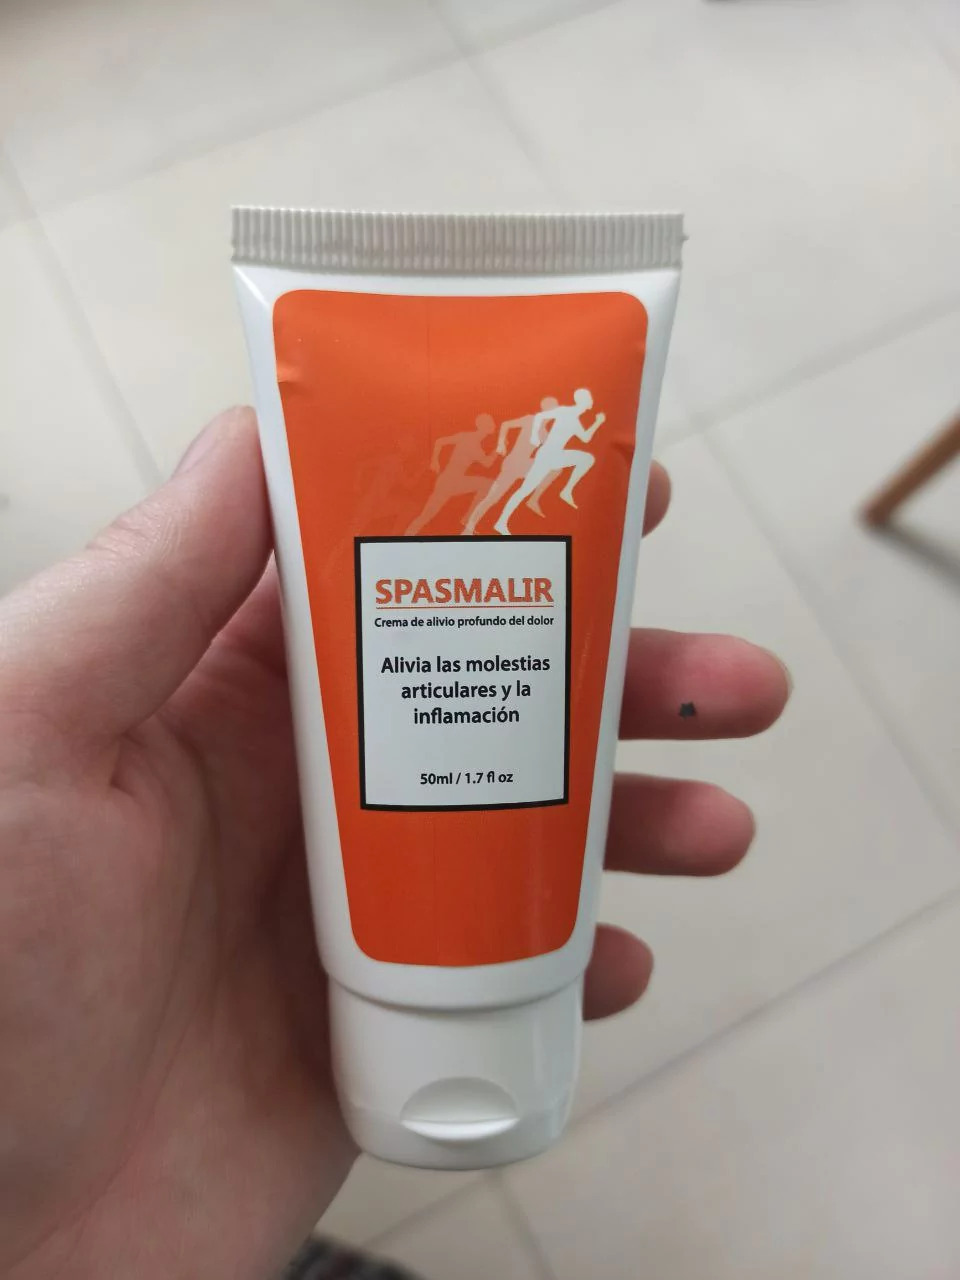 SPASMALIR
Crema de alivio profundo del dolor
Alivia las molestias
articulares y la
inflamación
50ml / 1.7 fl oz